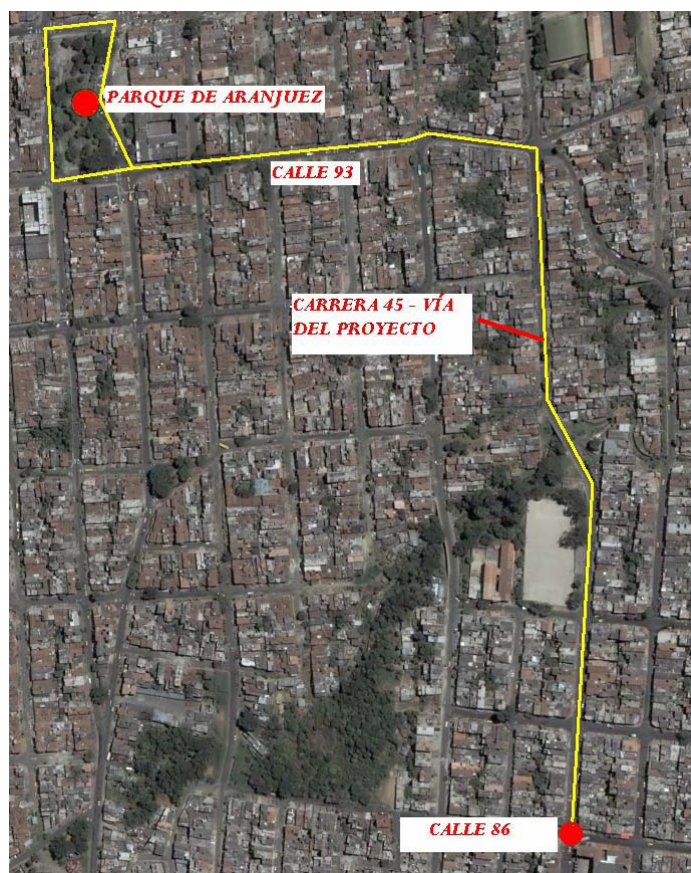 PARQUE DE ARANJUEZ
CALLE 93
CARRERA 45 - VÍA
DEL PROYECTO
CALLE 86